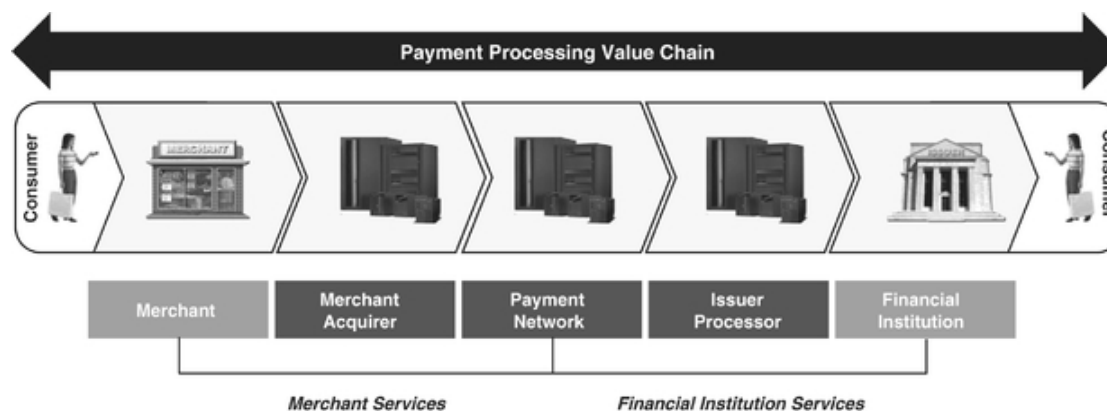 Payment Processing Value Chain
Consumer
MERCHANT
Consumer
Merchant
Merchant
Acquirer
Payment
Network
Issuer
Processor
Financial
Institution
Merchant Services
Financial Institution Services